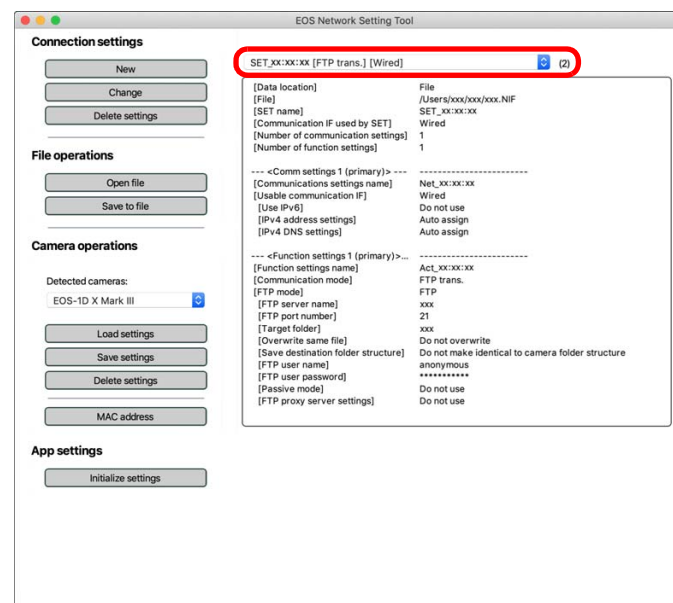 EOS Network Setting Tool
Connection settings
New
Change
Delete settings
File operations
Open file
Save to file
Camera operations
Detected cameras:
EOS-1D X Mark III
Load settings
Save settings
Delete settings
MAC address
App settings
Initialize settings
SET_xx:xx:xx [FTP trans.] [Wired] (2)
[Data location] File
[File] /Users/xxx/xxx/xxx.NIF
[SET name] SET_xx:xx:xx
[Communication IF used by SET] Wired
[Number of communication settings] 1
[Number of function settings] 1
--- <Comm settings 1 (primary)> --- ------------------------
[Communications settings name] Net_xx:xx:xx
[Usable communication IF] Wired
[Use IPv6] Do not use
[IPv4 address settings] Auto assign
[IPv4 DNS settings] Auto assign
--- <Function settings 1 (primary)>... ------------------------
[Function settings name] Act_xx:xx:xx
[Communication mode] FTP trans.
[FTP mode] FTP
[FTP server name] xxx
[FTP port number] 21
[Target folder] xxx
[Overwrite same file] Do not overwrite
[Save destination folder structure] Do not make identical to camera folder structure
[FTP user name] anonymous
[FTP user password] ***********
[Passive mode] Do not use
[FTP proxy server settings] Do not use